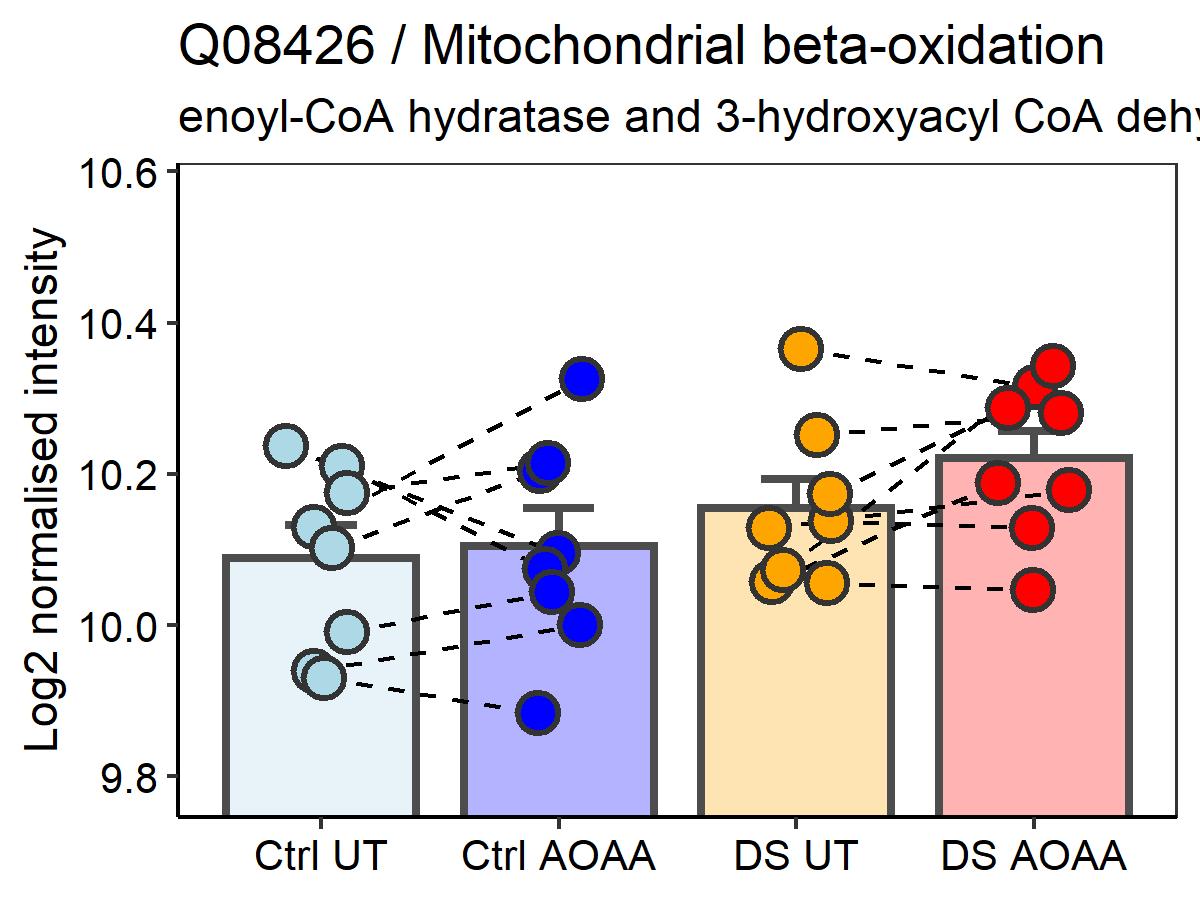 Q08426 / Mitochondrial beta-oxidation
enoyl-CoA hydratase and 3-hydroxyacyl CoA dehy
Log2 normalised intensity
10.6
10.4
10.2
10.0
9.8
Ctrl UT
Ctrl AOAA
DS UT
DS AOAA